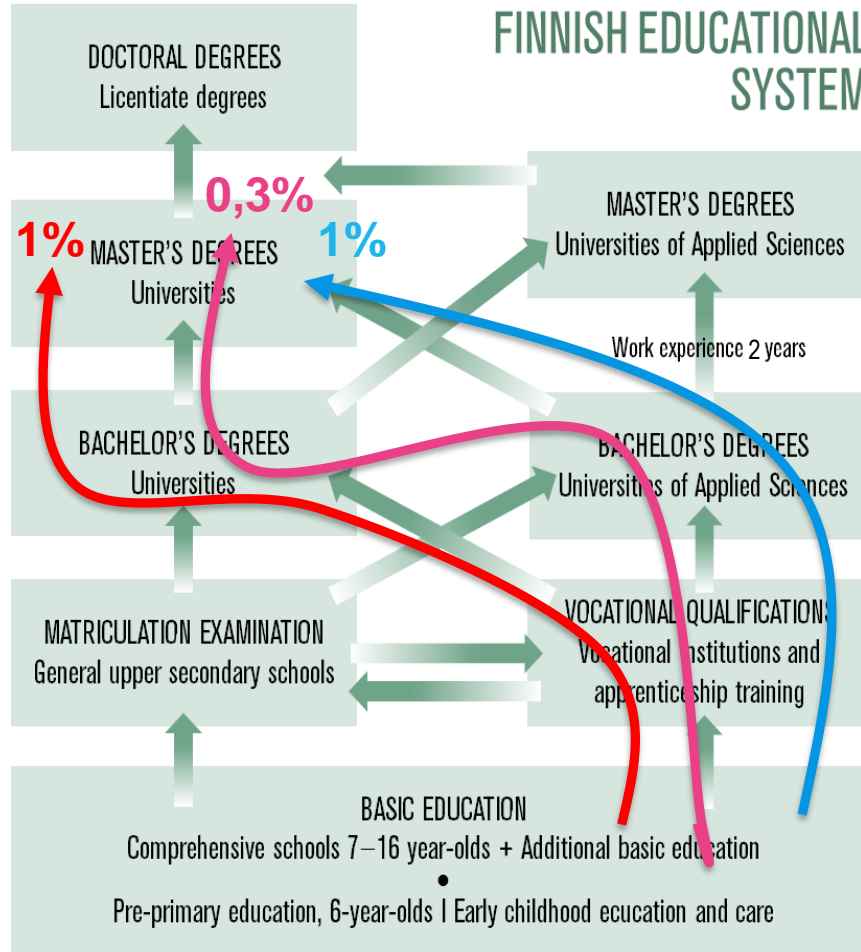 FINNISH EDUCATIONAL
SYSTEM
DOCTORAL DEGREES
Licentiate degrees
0,3%
1%
1%
MASTER'S DEGREES
Universities
MASTER'S DEGREES
Universities of Applied Sciences
Work experience 2 years
BACHELOR'S DEGREES
Universities
BACHELOR'S DEGREES
Universities of Applied Sciences
MATRICULATION EXAMINATION
General upper secondary schools
VOCATIONAL QUALIFICATIONS
Vocational institutions and
apprenticeship training
BASIC EDUCATION
Comprehensive schools 7–16 year-olds + Additional basic education
•
Pre-primary education, 6-year-olds | Early childhood ecucation and care